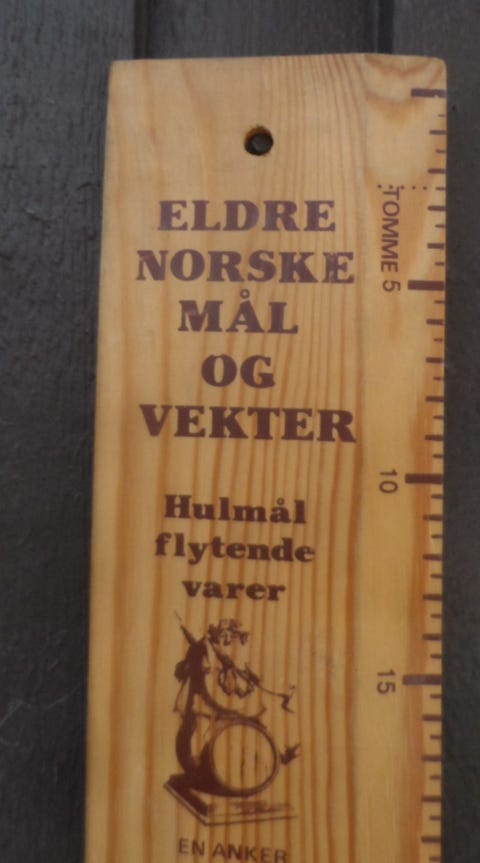 ELDRE
NORSKE
MÅL
OG
VEKTER
Hulmål
flytende
varer
EN ANKER
TOMME 5
10
15